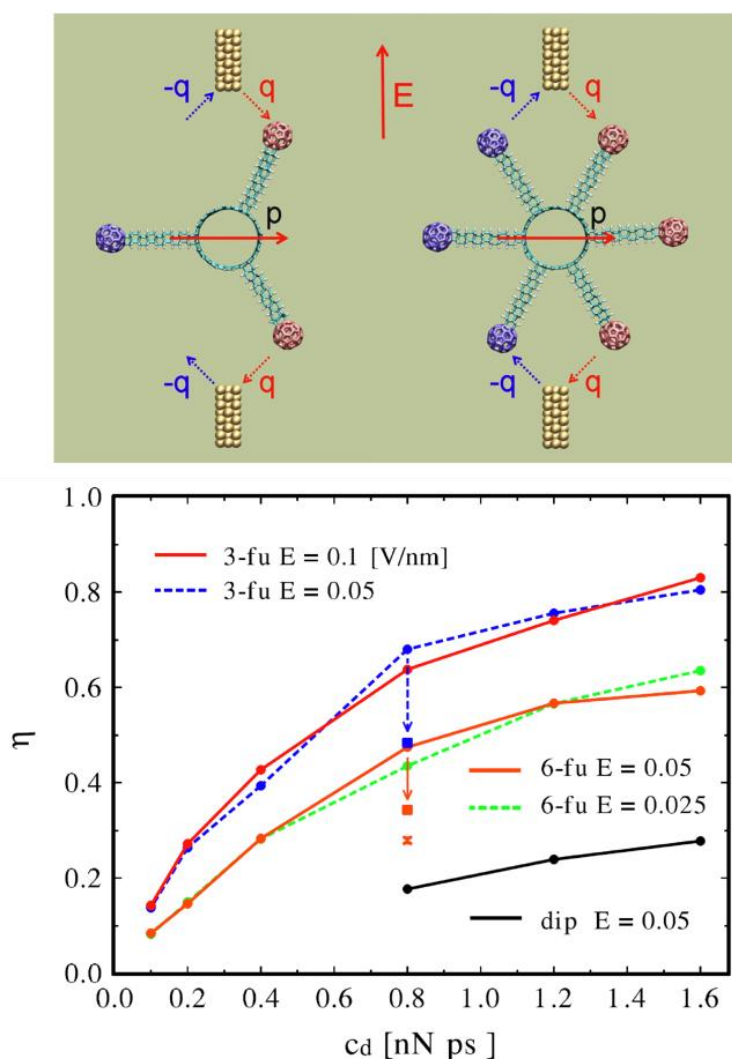 -q q E -q q
p p
-q q -q q
1.0
0.8
0.6
0.4
0.2
0.0
η
3-fu E = 0.1 [V/nm]
3-fu E = 0.05
6-fu E = 0.05
6-fu E = 0.025
dip E = 0.05
0.0 0.2 0.4 0.6 0.8 1.0 1.2 1.4 1.6
cd [nN ps ]